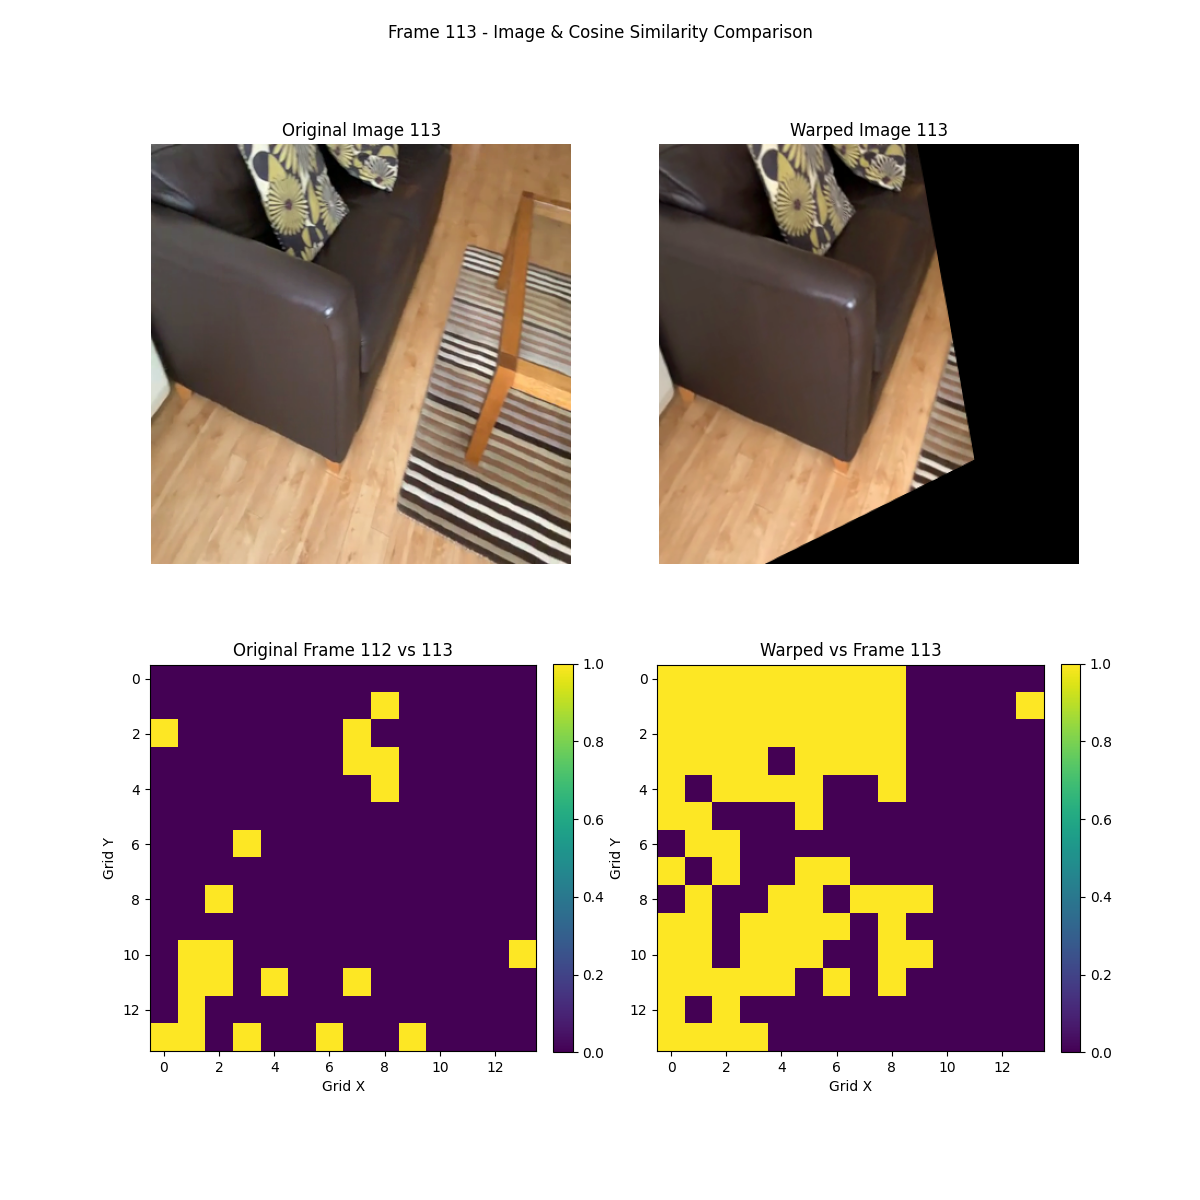 Frame 113 - Image & Cosine Similarity Comparison
Original Image 113
Warped Image 113
Original Frame 112 vs 113
0
2
4
6
8
10
12
Grid Y
0 2 4 6 8 10 12
Grid X
1.0
0.8
0.6
0.4
0.2
0.0
Warped vs Frame 113
0
2
4
6
8
10
12
Grid Y
0 2 4 6 8 10 12
Grid X
1.0
0.8
0.6
0.4
0.2
0.0